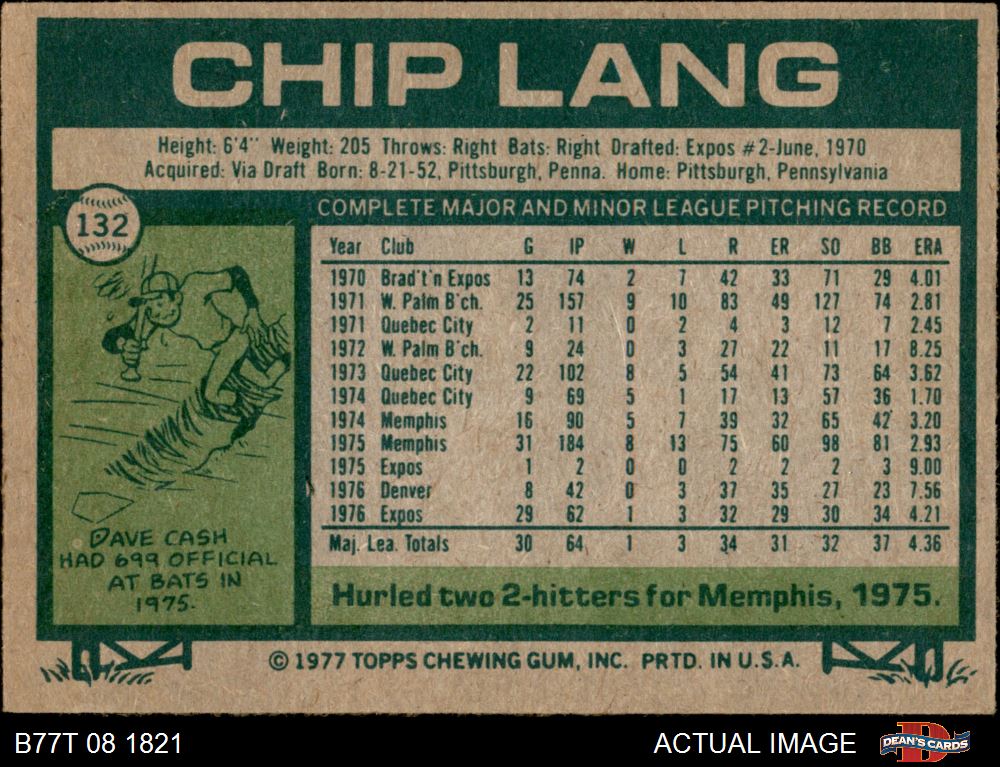 CHIP LANG
Height: 6'4" Weight: 205 Throws: Right Bats: Right Drafted: Expos #2-June, 1970
Acquired: Via Draft Born: 8-21-52, Pittsburgh, Penna. Home: Pittsburgh, Pennsylvania
132
COMPLETE MAJOR AND MINOR LEAGUE PITCHING RECORD
Year Club G IP W L R ER SO BB ERA
1970 Brad't'n Expos 13 74 2 7 42 33 71 29 4.01
1971 W. Palm B'ch. 25 157 9 10 83 49 127 74 2.81
1971 Quebec City 2 11 0 2 4 3 12 7 2.45
1972 W. Palm B'ch. 9 24 0 3 27 22 11 17 8.25
1973 Quebec City 22 102 8 5 54 41 73 64 3.62
1974 Quebec City 9 69 5 1 17 13 57 36 1.70
1974 Memphis 16 90 5 7 39 32 65 42 3.20
1975 Memphis 31 184 8 13 75 60 98 81 2.93
1975 Expos 1 2 0 0 2 2 2 3 9.00
1976 Denver 8 42 0 3 37 35 27 23 7.56
1976 Expos 29 62 1 3 32 29 30 34 4.21
Maj. Lea. Totals 30 64 1 3 34 31 32 37 4.36
DAVE CASH
HAD 699 OFFICIAL
AT BATS IN
1975.
Hurled two 2-hitters for Memphis, 1975.
© 1977 TOPPS CHEWING GUM, INC. PRTD. IN U.S.A.
B77T 08 1821
ACTUAL IMAGE
DEAN'S CARDS